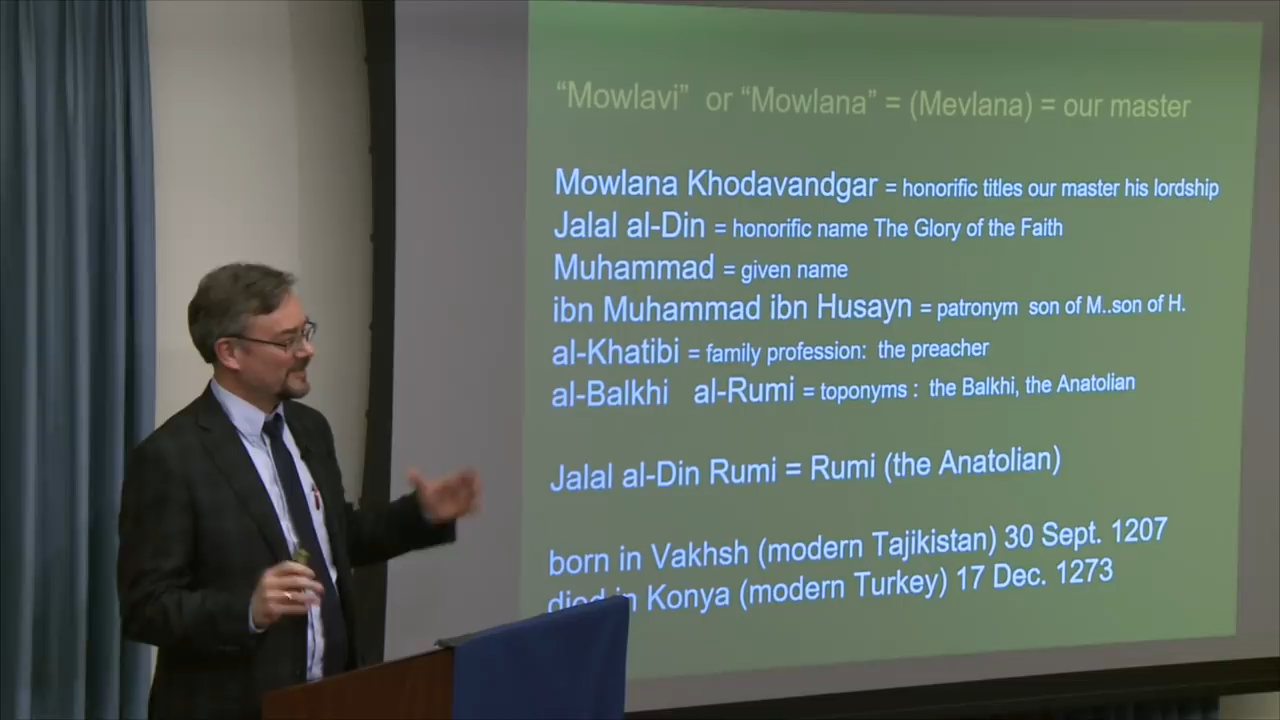 “Mowlavi” or “Mowlana” = (Mevlana) = our master
Mowlana Khodavandgar = honorific titles our master his lordship
Jalal al-Din = honorific name The Glory of the Faith
Muhammad = given name
ibn Muhammad ibn Husayn = patronym son of M..son of H.
al-Khatibi = family profession: the preacher
al-Balkhi al-Rumi = toponyms : the Balkhi, the Anatolian
Jalal al-Din Rumi = Rumi (the Anatolian)
born in Vakhsh (modern Tajikistan) 30 Sept. 1207
died in Konya (modern Turkey) 17 Dec. 1273